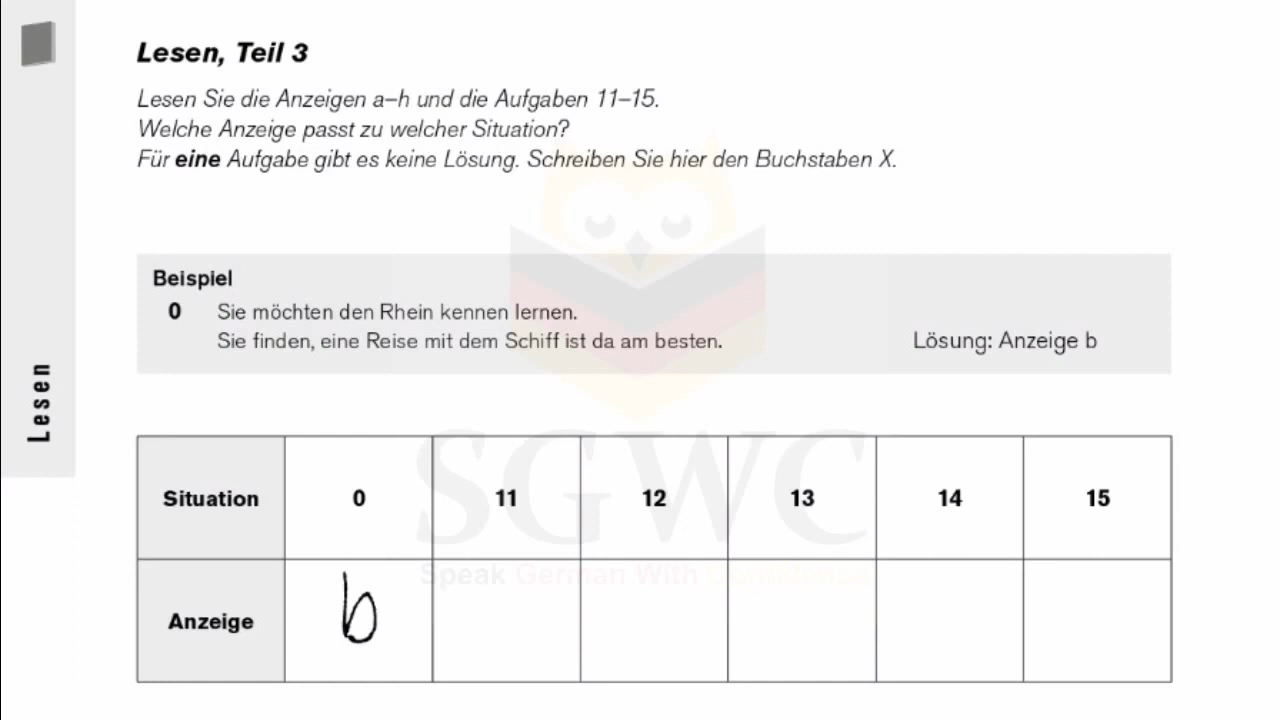 Lesen, Teil 3
Lesen Sie die Anzeigen a–h und die Aufgaben 11–15.
Welche Anzeige passt zu welcher Situation?
Für eine Aufgabe gibt es keine Lösung. Schreiben Sie hier den Buchstaben X.
Beispiel
0 Sie möchten den Rhein kennen lernen.
Sie finden, eine Reise mit dem Schiff ist da am besten. Lösung: Anzeige b
Lesen
Situation 0 11 12 13 14 15
SGWC
Speak German With
Anzeige b